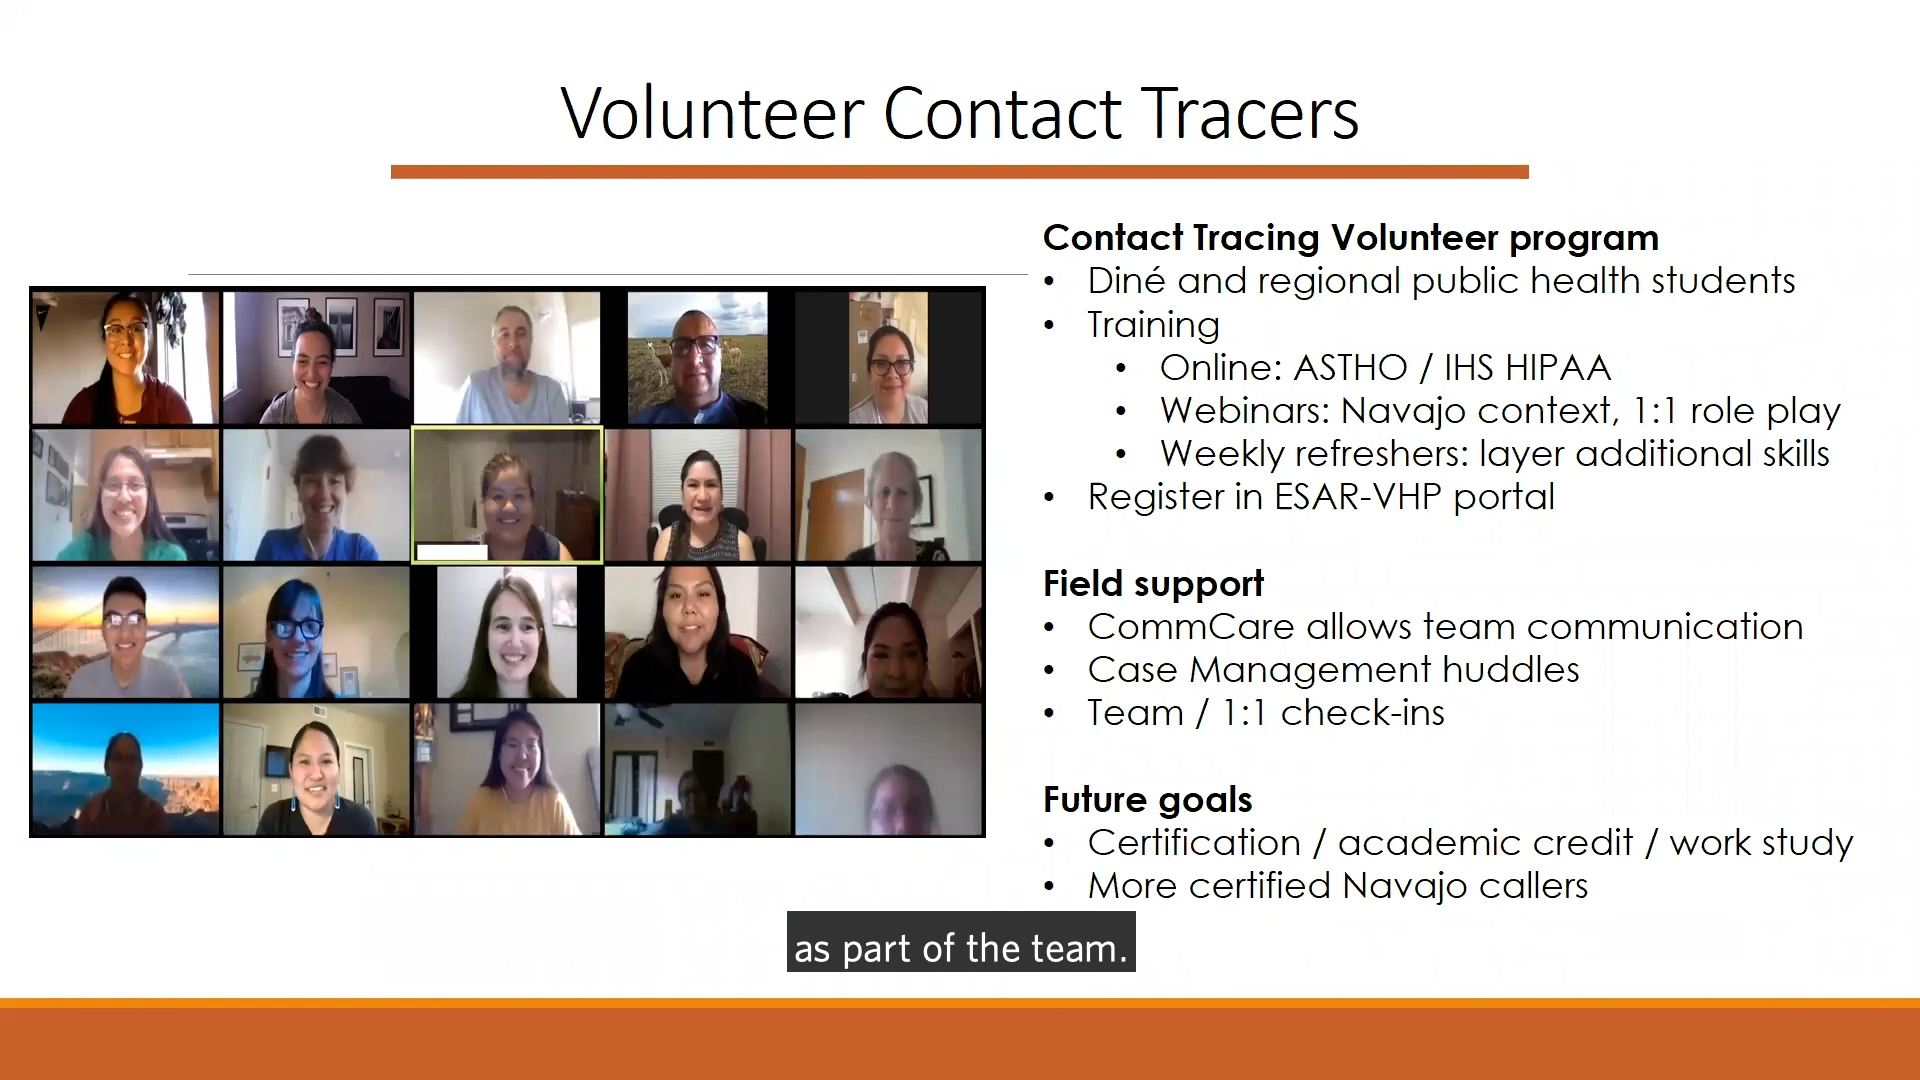 Volunteer Contact Tracers
Contact Tracing Volunteer program
• Diné and regional public health students
• Training
• Online: ASTHO / IHS HIPAA
• Webinars: Navajo context, 1:1 role play
• Weekly refreshers: layer additional skills
• Register in ESAR-VHP portal
Field support
• CommCare allows team communication
• Case Management huddles
• Team / 1:1 check-ins
Future goals
• Certification / academic credit / work study
• More certified Navajo callers
as part of the team.